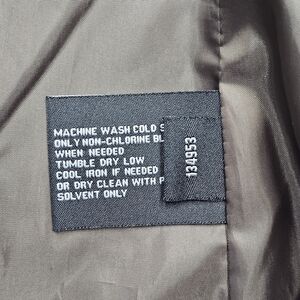 MACHINE WASH COLD S
ONLY NON-CHLORINE BL
WHEN NEEDED
TUMBLE DRY LOW
COOL IRON IF NEEDED
OR DRY CLEAN WITH P
SOLVENT ONLY
134953